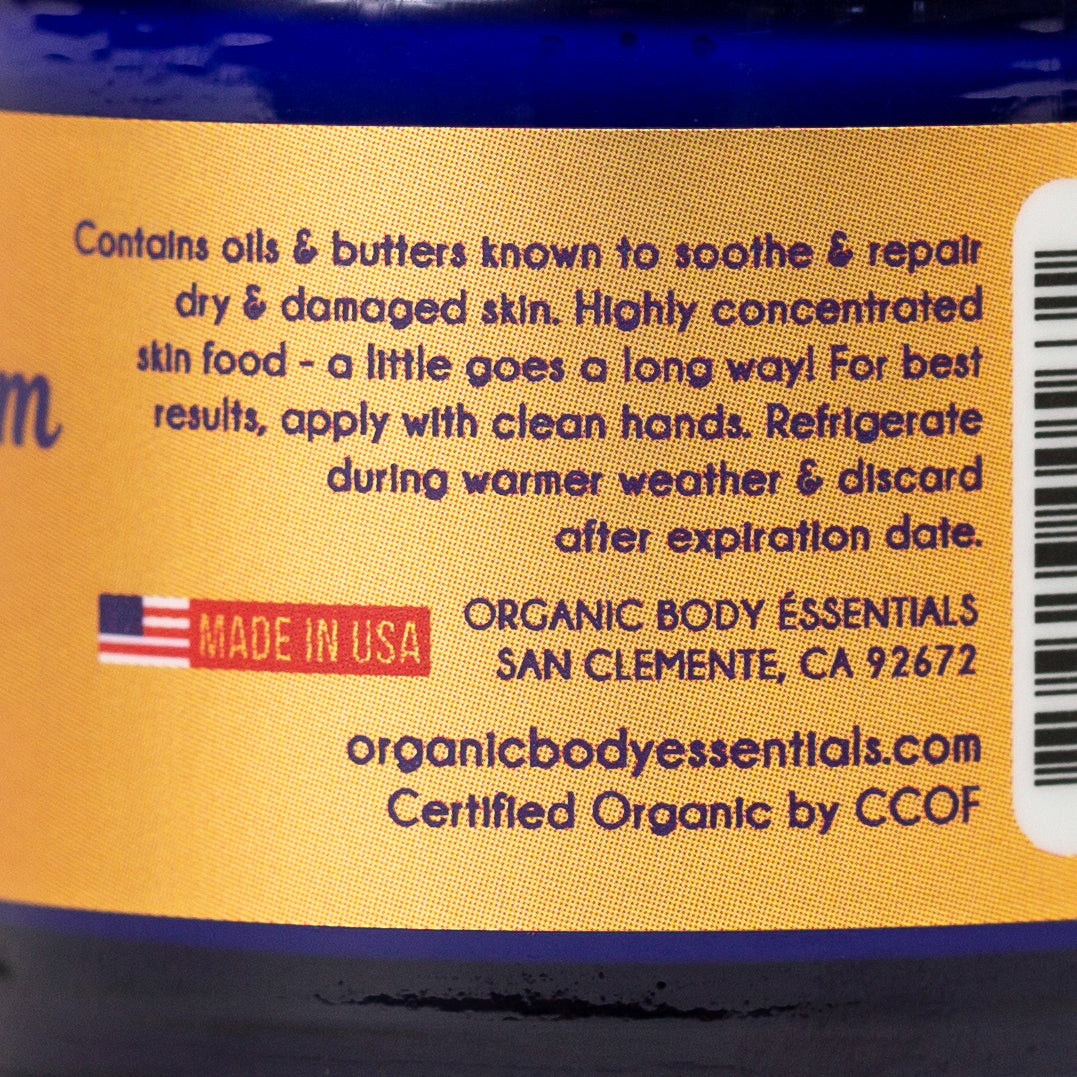 Contains oils & butters known to soothe & repair
dry & damaged skin. Highly concentrated
skin food - a little goes a long way! For best
results, apply with clean hands. Refrigerate
during warmer weather & discard
after expiration date.
MADE IN USA
ORGANIC BODY ÉSSENTIALS
SAN CLEMENTE, CA 92672
organicbodyessentials.com
Certified Organic by CCOF